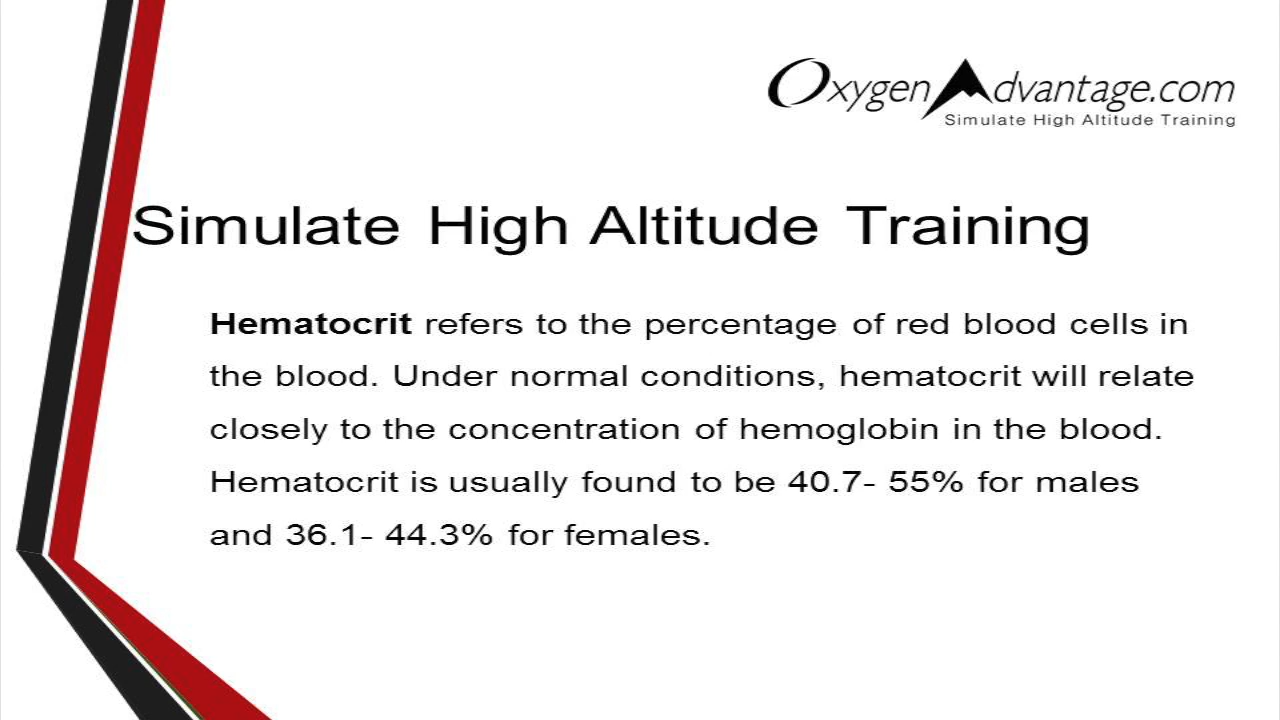 OxygenAdvantage.com
Simulate High Altitude Training
Simulate High Altitude Training
Hematocrit refers to the percentage of red blood cells in
the blood. Under normal conditions, hematocrit will relate
closely to the concentration of hemoglobin in the blood.
Hematocrit is usually found to be 40.7- 55% for males
and 36.1- 44.3% for females.